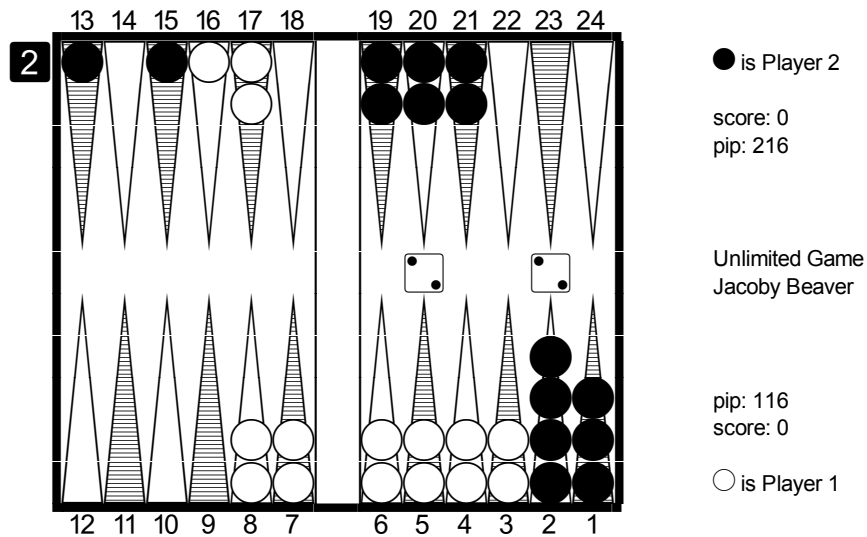 13 14 15 16 17 18 19 20 21 22 23 24
2
is Player 2
score: 0
pip: 216
Unlimited Game
Jacoby Beaver
pip: 116
score: 0
is Player 1
12 11 10 9 8 7 6 5 4 3 2 1